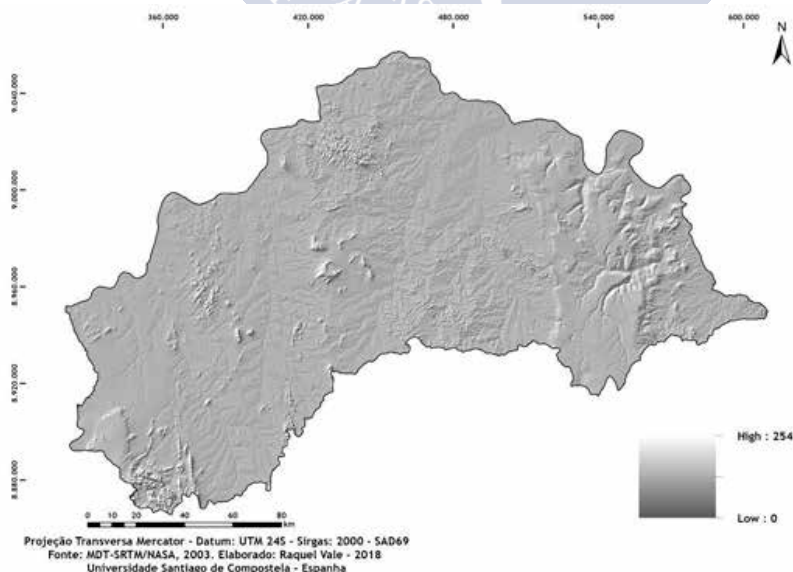 360.000 420.000 480.000 540.000 600.000
N
9.040.000
9.000.000
8.960.000
8.920.000
8.880.000
High : 254
Low : 0
0 10 20 40 60 80
km
Projeção Transversa Mercator - Datum: UTM 24S - Sirgas: 2000 - SAD69
Fonte: MDT-SRTM/NASA, 2003. Elaborado: Raquel Vale - 2018
Universidade Santiago de Compostela - Espanha